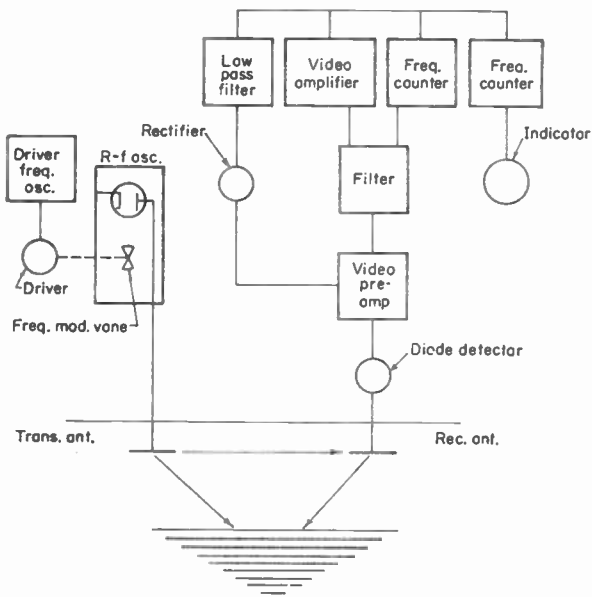 Low
pass
filter
Video
amplifier
Freq.
counter
Frea.
counter
Rectifier
Indicator
Driver
freq.
osc.
R-f osc.
Filter
Driver
Video
pre-
amp
Freq. mod. vane
Diode detector
Trans. ant.
Rec. ant.